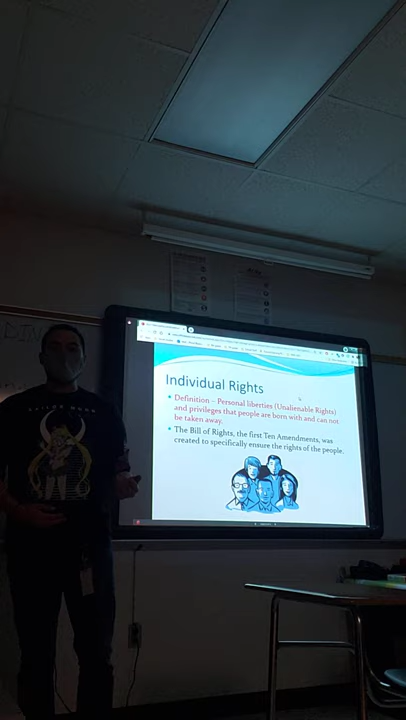 Individual Rights
Definition – Personal liberties (Unalienable Rights)
and privileges that people are born with and can not
be taken away.
The Bill of Rights, the first Ten Amendments, was
created to specifically ensure the rights of the people.
SAILOR MOON